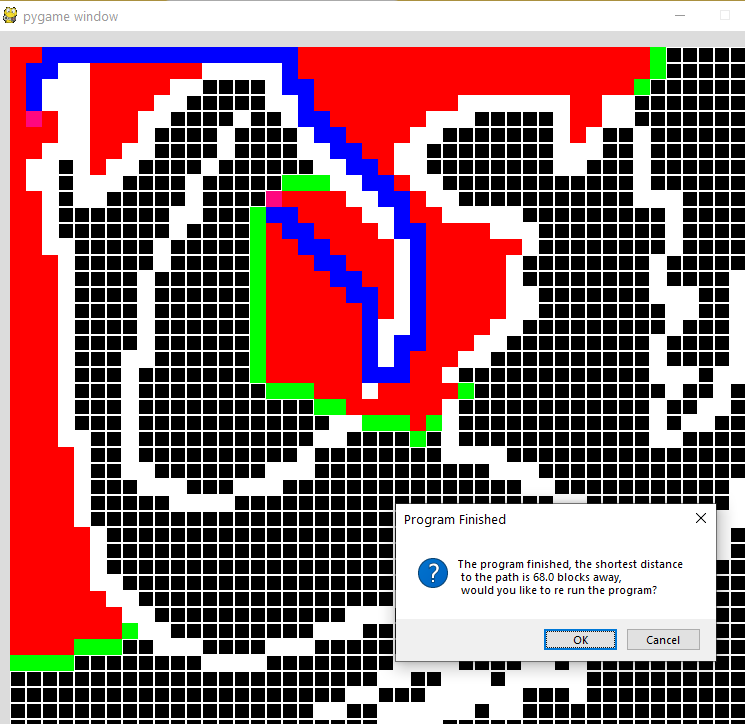 pygame window
Program Finished
The program finished, the shortest distance
to the path is 68.0 blocks away,
would you like to re run the program?
OK
Cancel